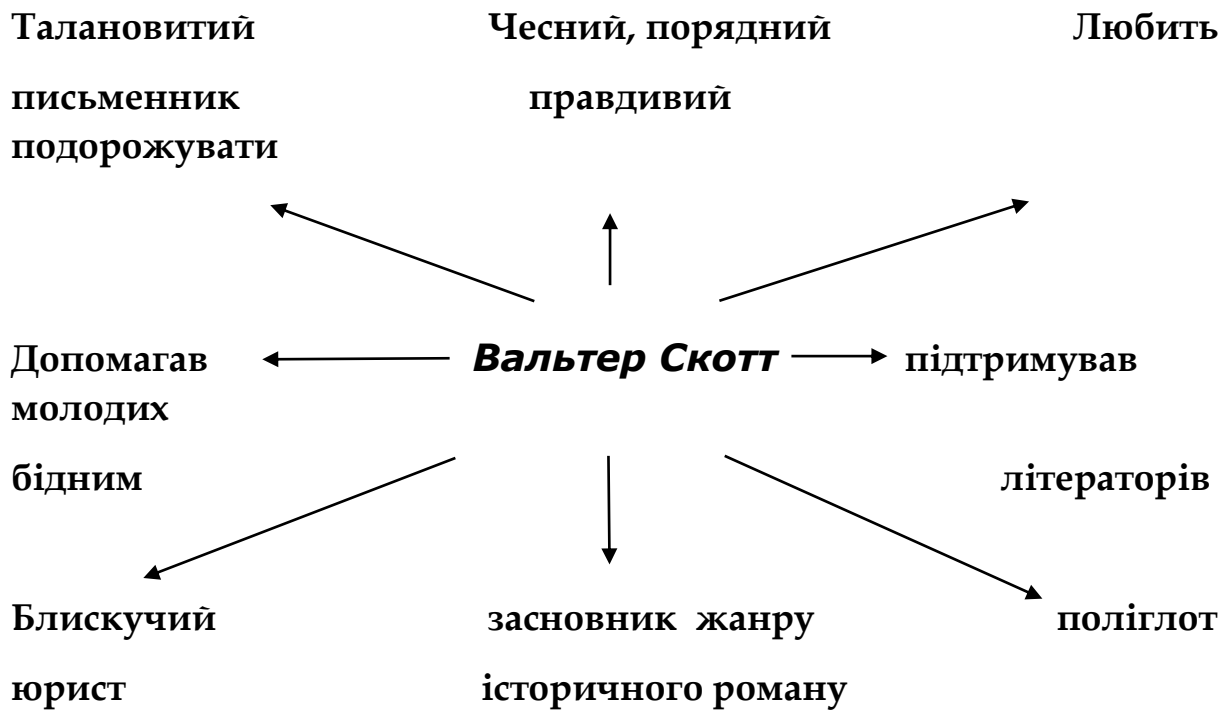 Талановитий Чесний, порядний Любить
письменник правдивий
подорожувати
Допомагав Вальтер Скотт підтримував
молодих
бідним літераторів
Блискучий засновник жанру поліглот
юрист історичного роману